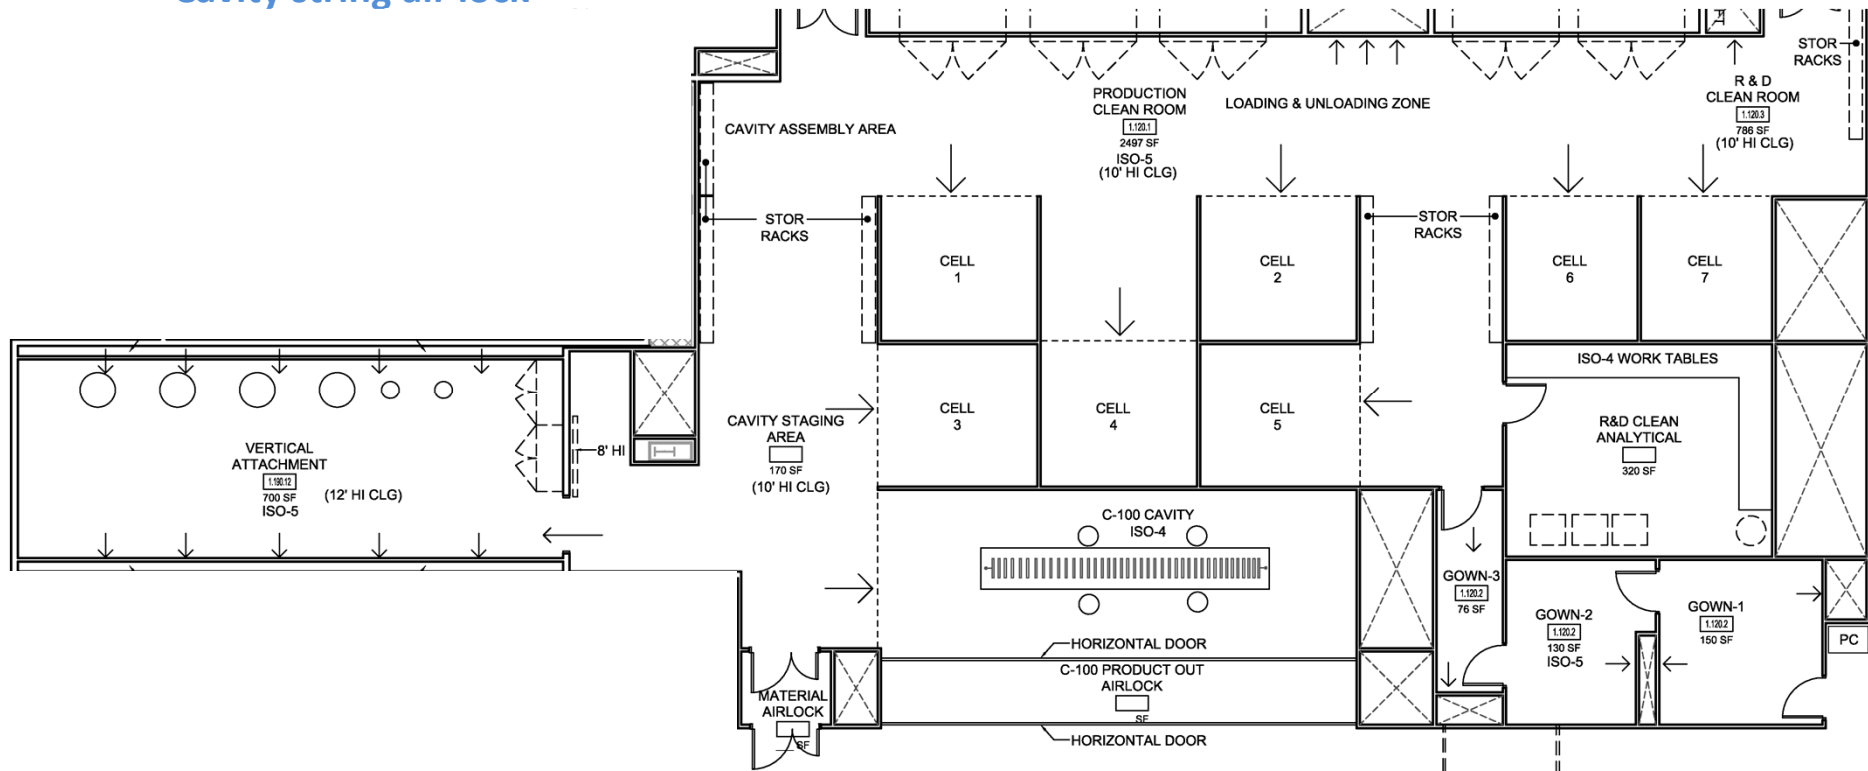 Cavity string air-lock
STOR
RACKS
PRODUCTION
CLEAN ROOM
1.120.1
2497 SF
ISO-5
(10' HI CLG)
LOADING & UNLOADING ZONE
R & D
CLEAN ROOM
1.120.3
786 SF
(10' HI CLG)
CAVITY ASSEMBLY AREA
STOR
RACKS
CELL
1
CELL
2
STOR
RACKS
CELL
6
CELL
7
ISO-4 WORK TABLES
CAVITY STAGING
AREA
170 SF
(10' HI CLG)
CELL
3
CELL
4
CELL
5
R&D CLEAN
ANALYTICAL
320 SF
VERTICAL
ATTACHMENT
1.190.12
700 SF
ISO-5
(12' HI CLG)
8' HI
C-100 CAVITY
ISO-4
GOWN-3
1.120.2
76 SF
GOWN-2
1.120.2
130 SF
ISO-5
GOWN-1
1.120.2
150 SF
PC
HORIZONTAL DOOR
C-100 PRODUCT OUT
AIRLOCK
SF
MATERIAL
AIRLOCK
SF
HORIZONTAL DOOR